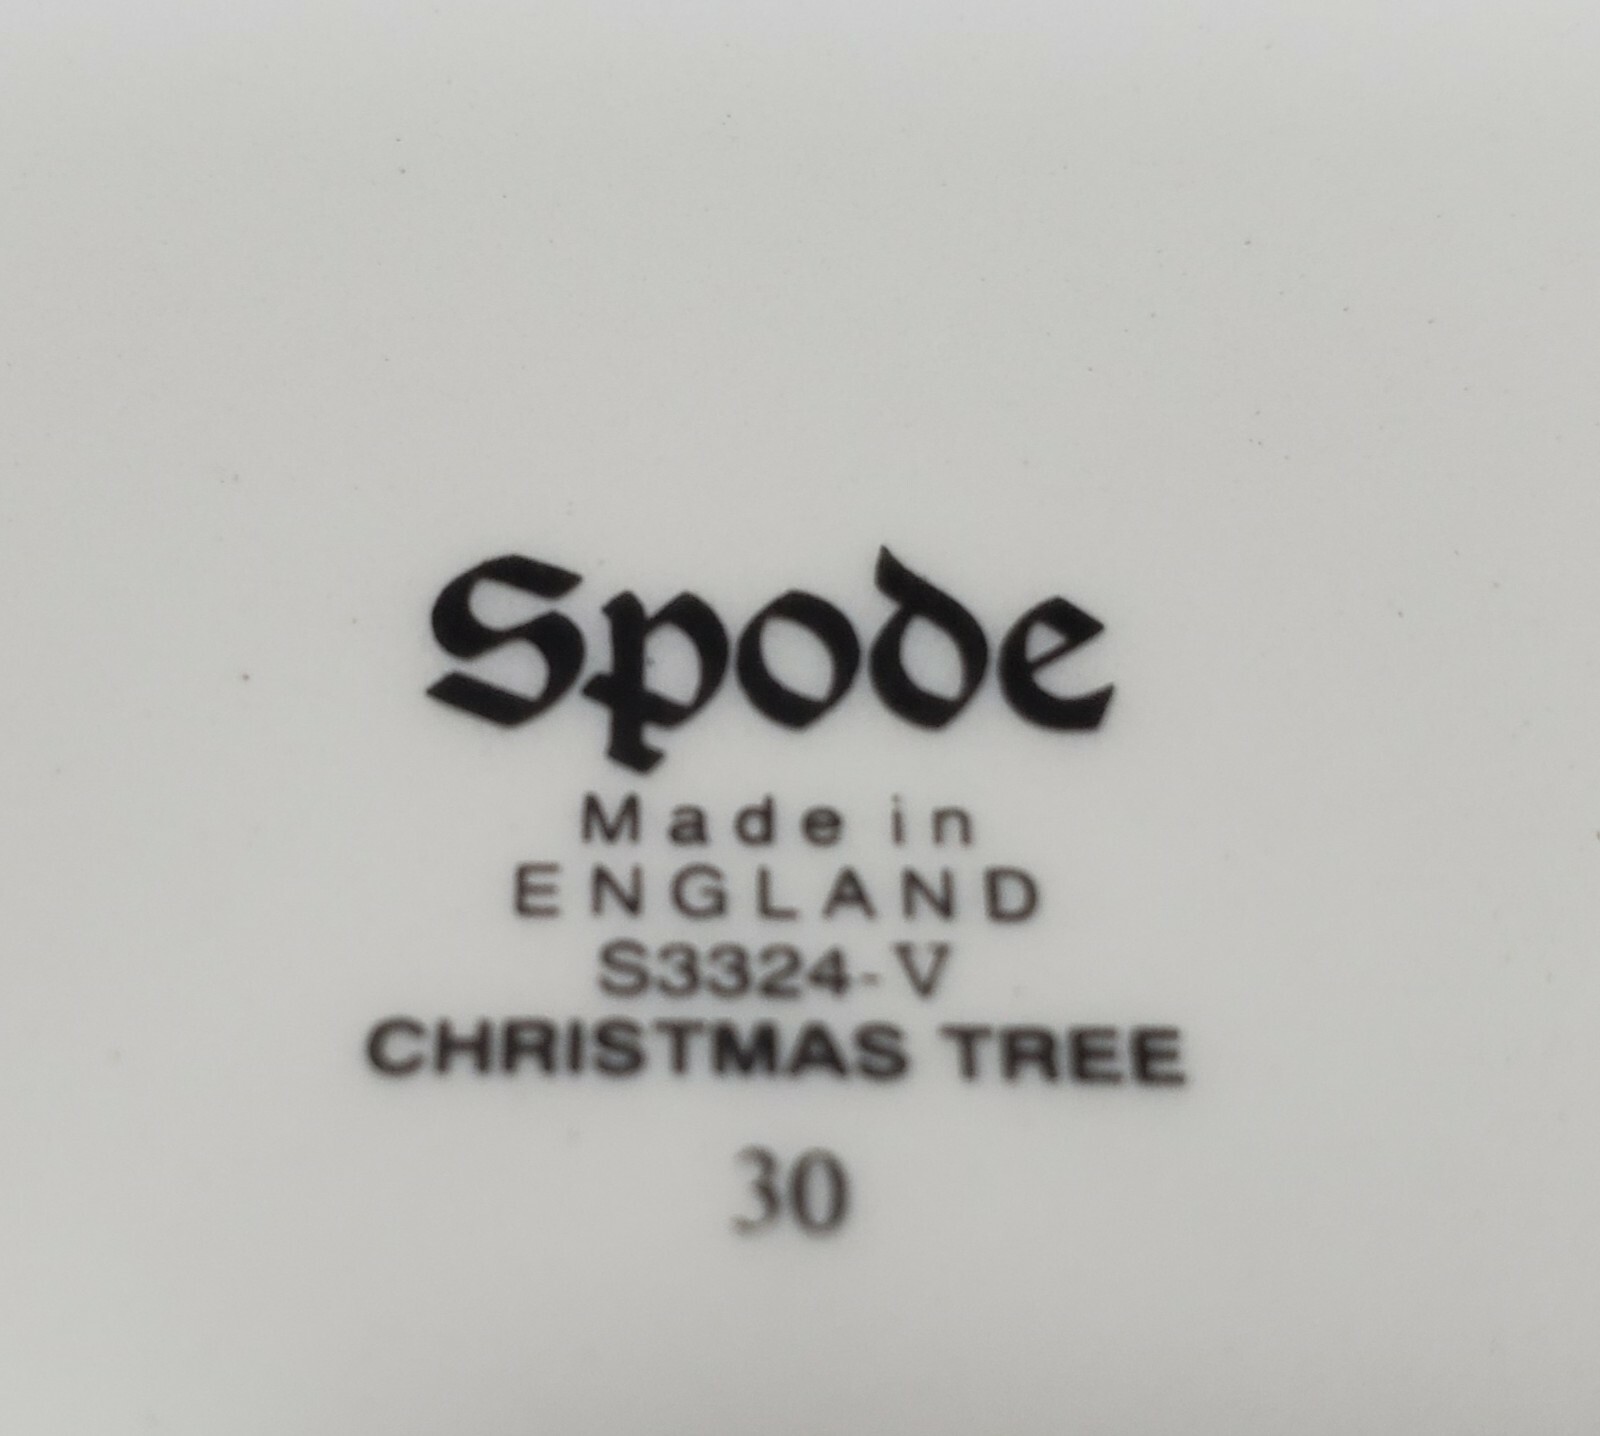 Spode
Made in
ENGLAND
S3324-V
CHRISTMAS TREE
30